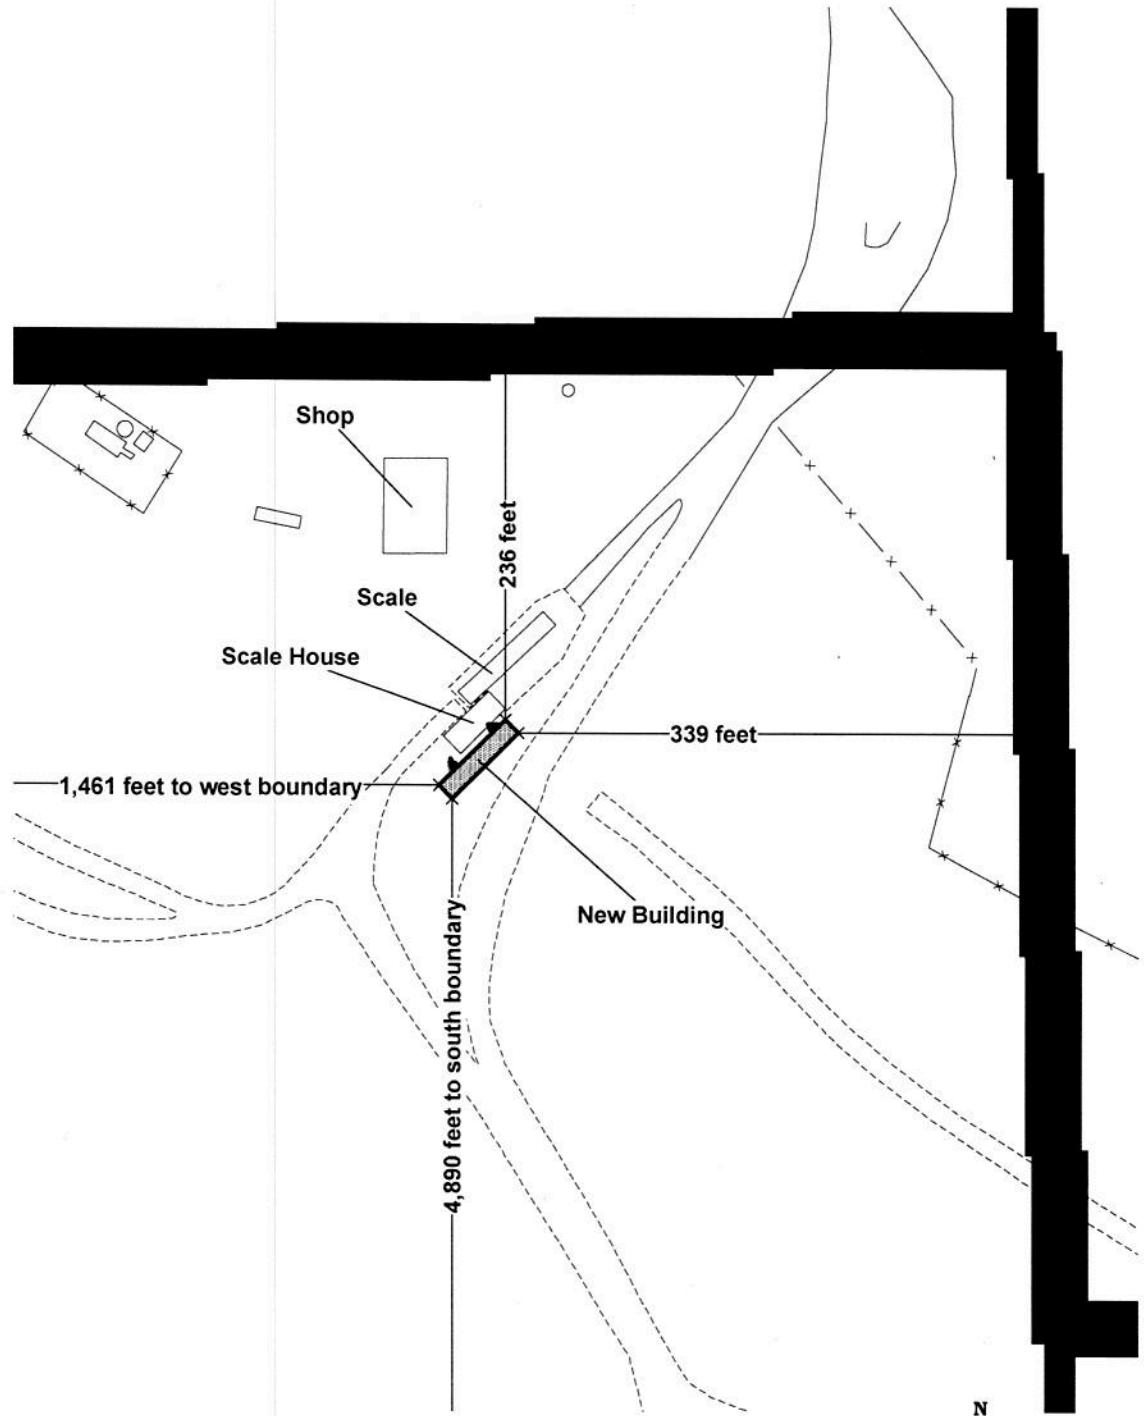 Shop
236 feet
Scale
Scale House
339 feet
1,461 feet to west boundary
New Building
4,890 feet to south boundary
N